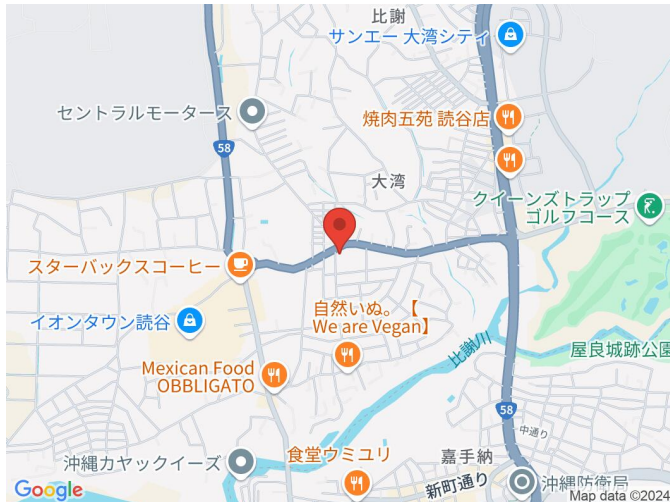 比謝
サンエー 大湾シティ
セントラルモータース
58
焼肉五苑 読谷店
大湾
クイーンズトラップ
ゴルフコース
スターバックスコーヒー
イオンタウン読谷
自然いぬ。【
We are Vegan】
比謝川
屋良城跡公園
Mexican Food
OBBLIGATO
58
中通り
嘉手納
沖縄カヤックイーズ
食堂ウミユリ
新町通り
沖縄防衛局
Google
Map data ©2024